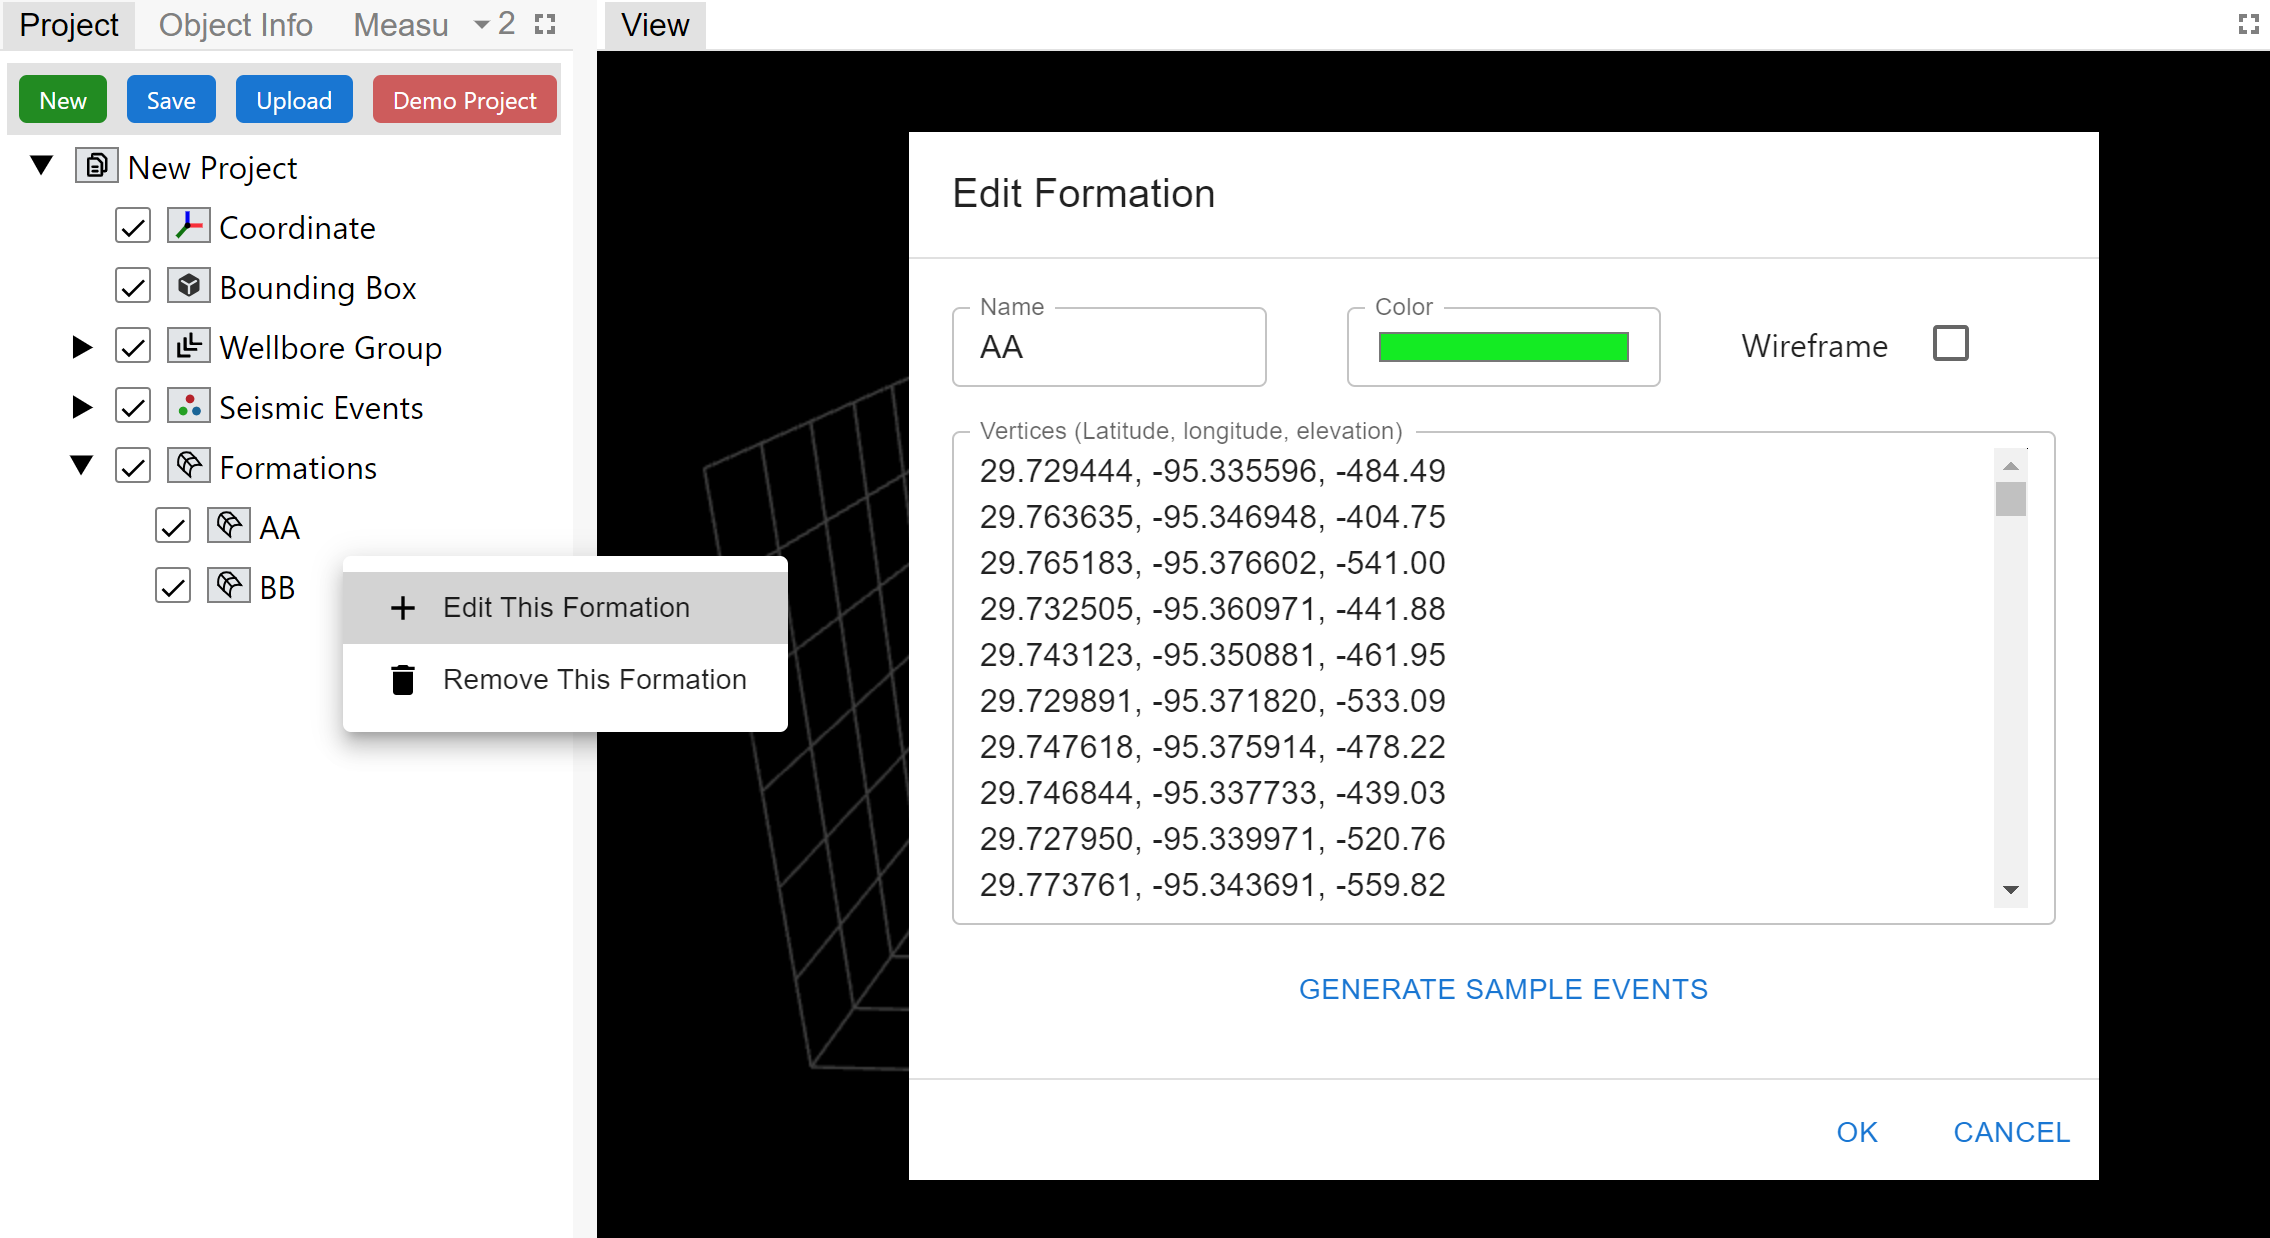 Project Object Info Measu 2
View
New Save Upload Demo Project
New Project
Coordinate
Bounding Box
Wellbore Group
Seismic Events
Formations
AA
BB
Edit This Formation
Remove This Formation
Edit Formation
Name
AA
Color
Wireframe
Vertices (Latitude, longitude, elevation)
29.729444, -95.335596, -484.49
29.763635, -95.346948, -404.75
29.765183, -95.376602, -541.00
29.732505, -95.360971, -441.88
29.743123, -95.350881, -461.95
29.729891, -95.371820, -533.09
29.747618, -95.375914, -478.22
29.746844, -95.337733, -439.03
29.727950, -95.339971, -520.76
29.773761, -95.343691, -559.82
GENERATE SAMPLE EVENTS
OK CANCEL